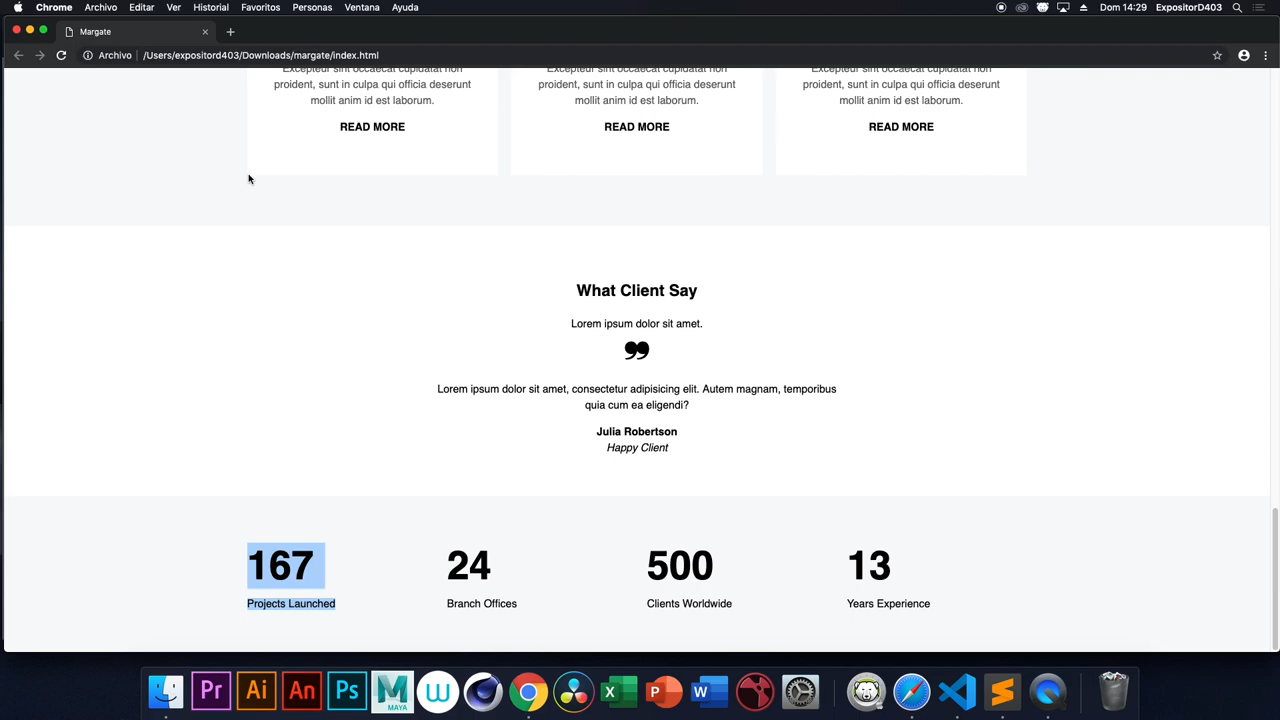 Chrome Archivo Editar Ver Historial Favoritos Personas Ventana Ayuda Dom 14:29 ExpositorD403
Margate
Archivo /Users/expositord403/Downloads/margate/index.html
Excepteur sint occaecat cupidatat non Excepteur sint occaecat cupidatat non Excepteur sint occaecat cupidatat non
proident, sunt in culpa qui officia deserunt proident, sunt in culpa qui officia deserunt proident, sunt in culpa qui officia deserunt
mollit anim id est laborum. mollit anim id est laborum. mollit anim id est laborum.
READ MORE READ MORE READ MORE
What Client Say
Lorem ipsum dolor sit amet.
❞
Lorem ipsum dolor sit amet, consectetur adipisicing elit. Autem magnam, temporibus
quia cum ea eligendi?
Julia Robertson
Happy Client
167 24 500 13
Projects Launched Branch Offices Clients Worldwide Years Experience
Pr Ai An Ps M MAYA W X P W S